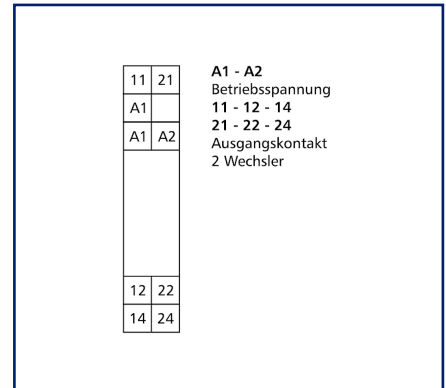 11 21
A1
A1 A2
12 22
14 24
A1 - A2
Betriebsspannung
11 - 12 - 14
21 - 22 - 24
Ausgangskontakt
2 Wechsler